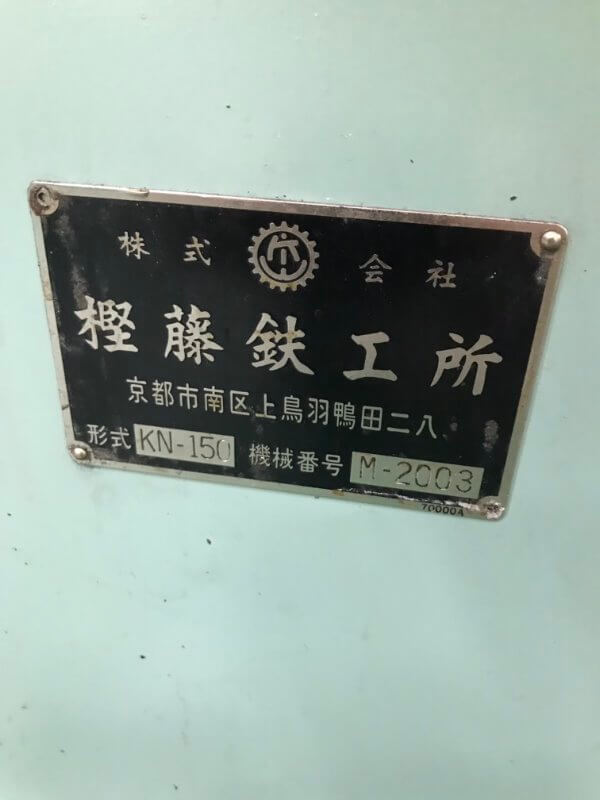 株式 会社
樫藤鉄工所
京都市南区上鳥羽鴨田二八
形式 KN-150 機械番号 M-2003
700004